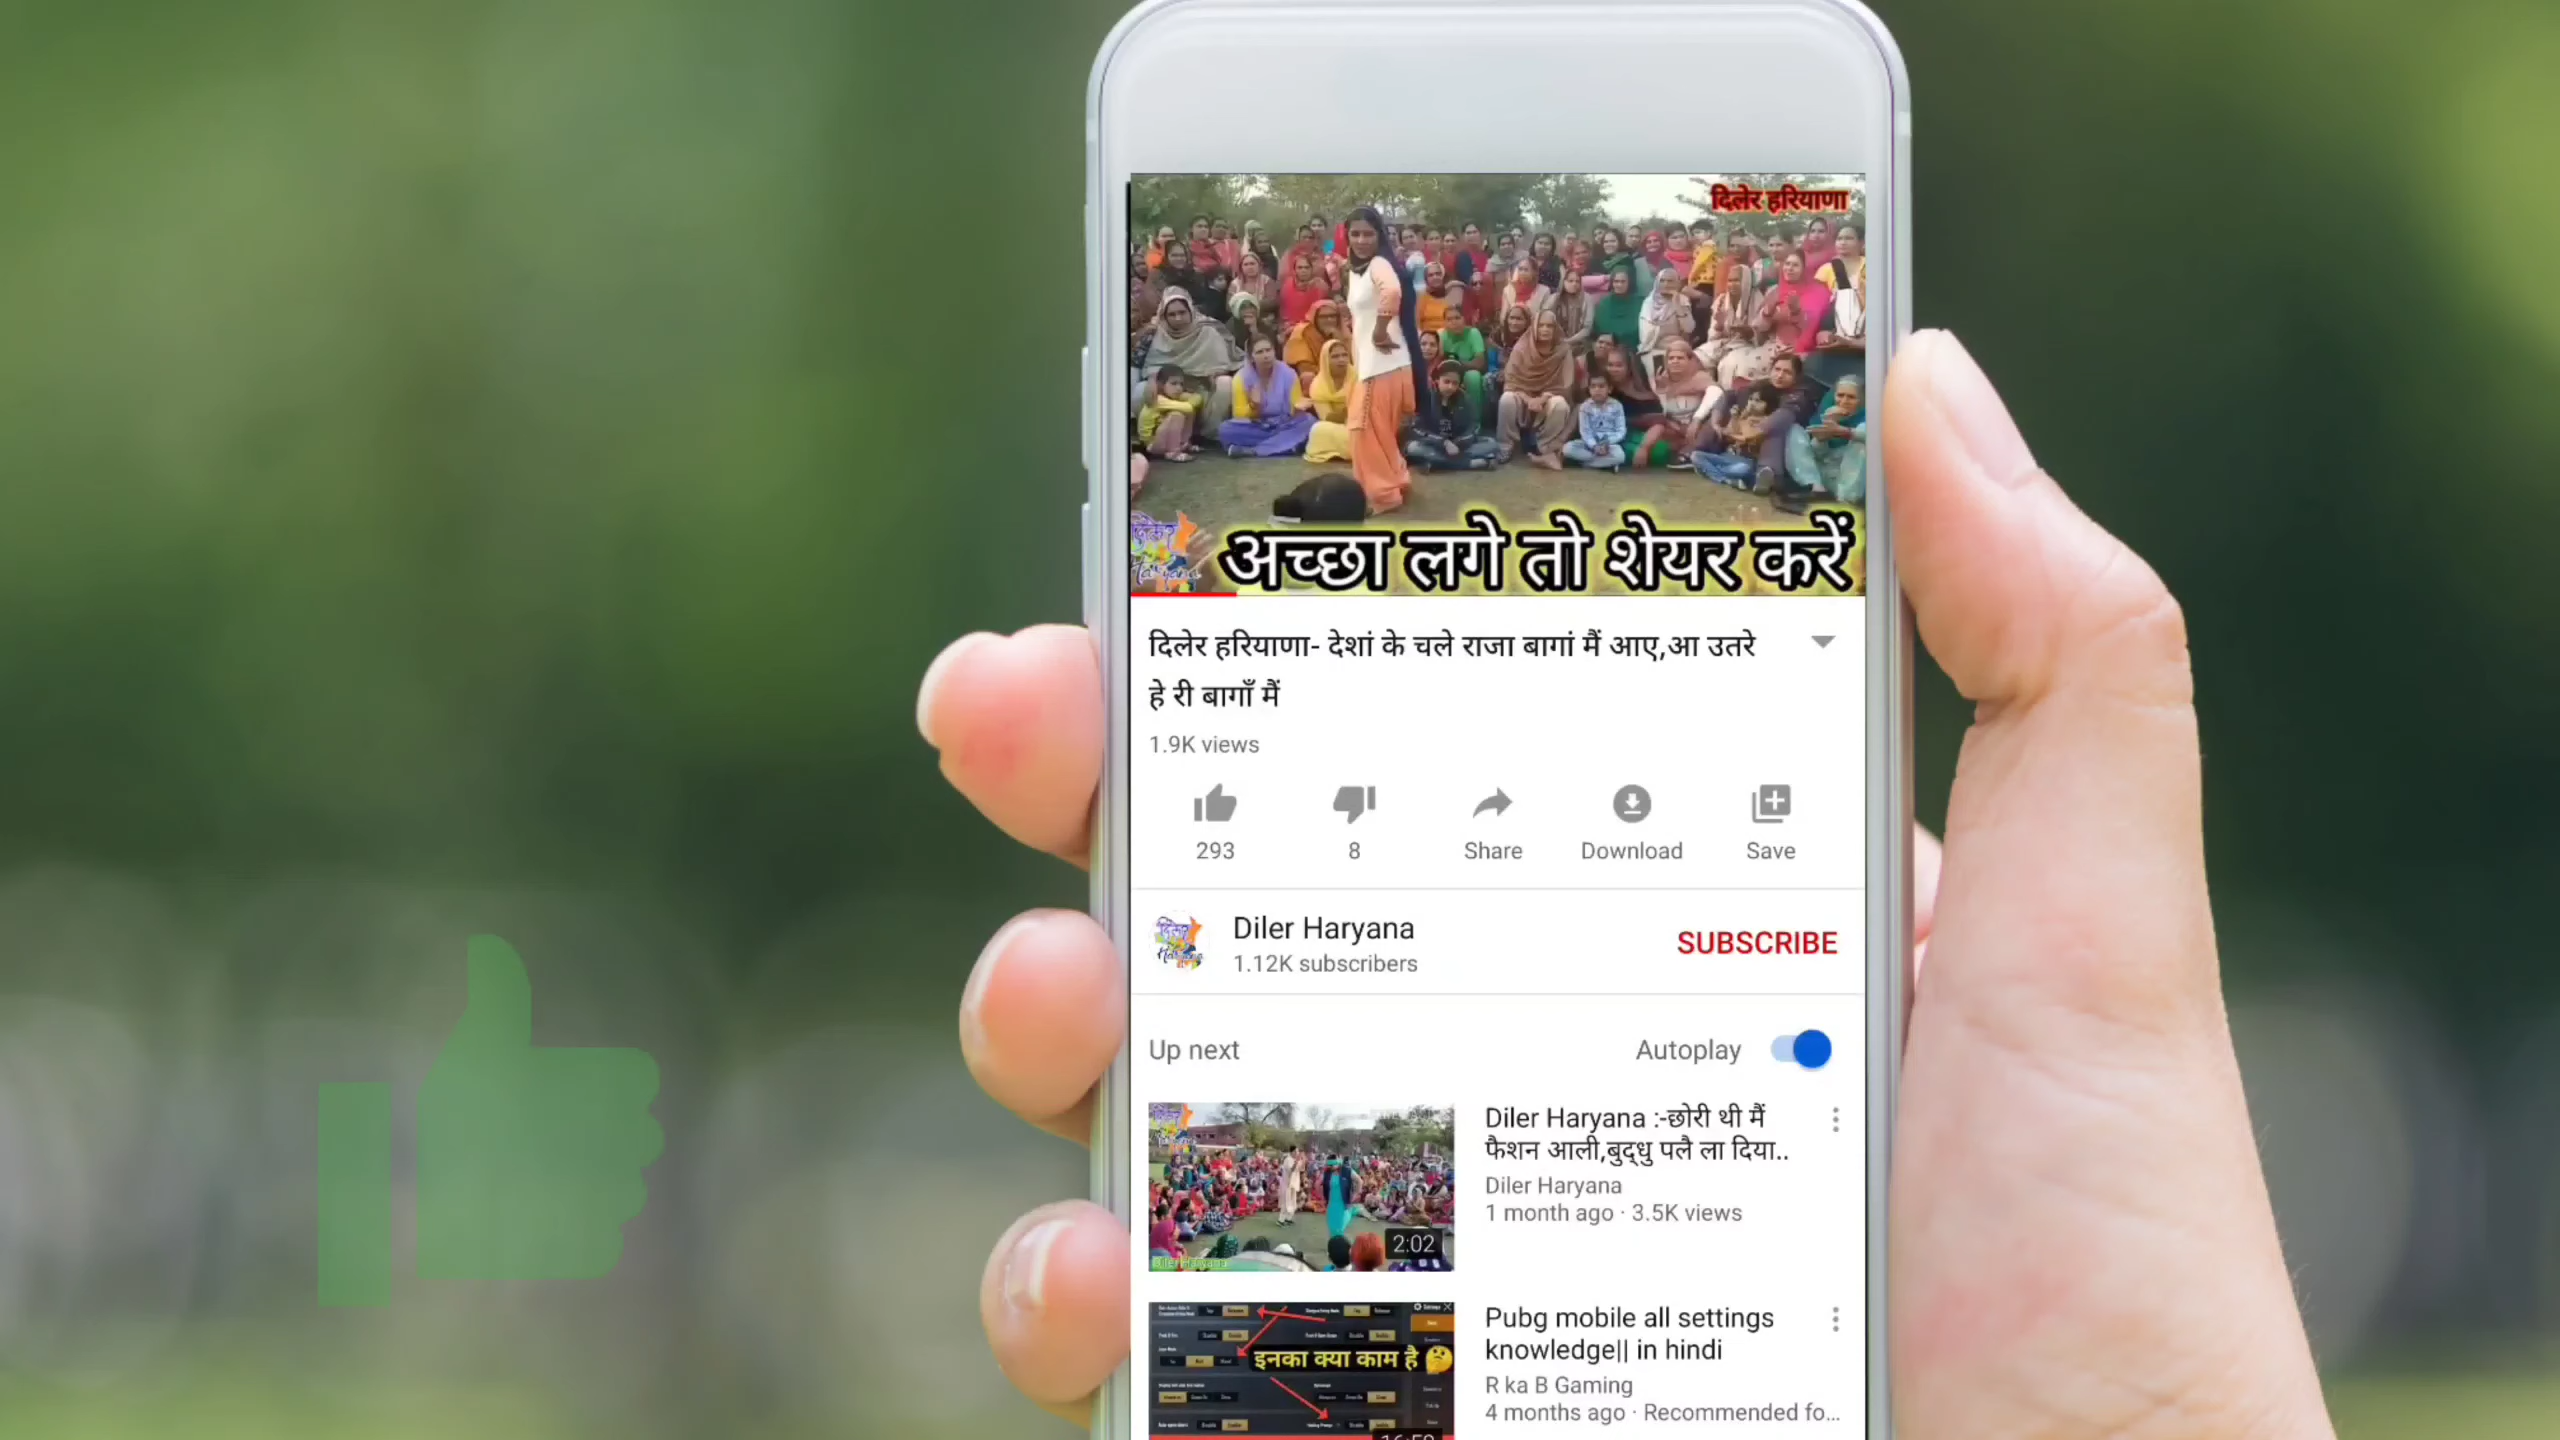 दिलेर हरियाणा
अच्छा लगे तो शेयर करें
दिलेर हरियाणा- देशां के चले राजा बागां मैं आए,आ उतरे
हे री बागाँ मैं
1.9K views
293
8
Share
Download
Save
Diler Haryana
1.12K subscribers
SUBSCRIBE
Up next
Autoplay
Diler Haryana :-छोरी थी मैं
फैशन आली,बुद्धु पलै ला दिया..
Diler Haryana
1 month ago · 3.5K views
2:02
Diler Haryana
Pubg mobile all settings
knowledge|| in hindi
R ka B Gaming
4 months ago · Recommended fo...
इनका क्या काम है